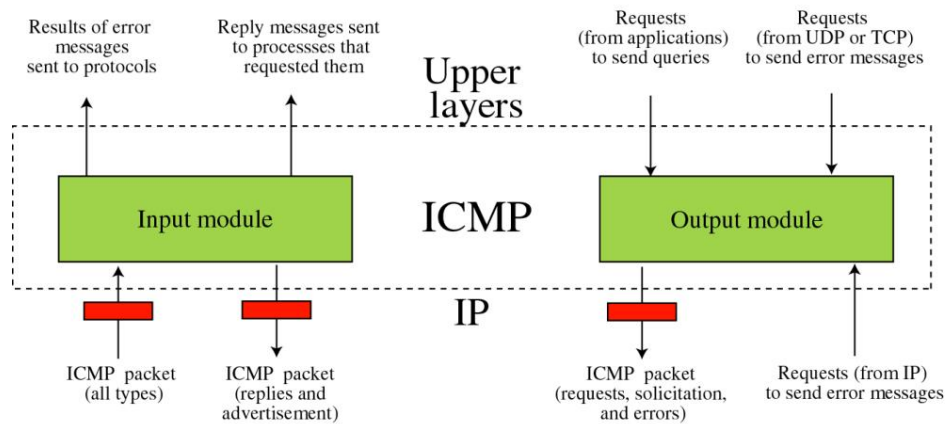 Results of error
messages
sent to protocols
Reply messages sent
to processses that
requested them
Upper
layers
Requests
(from applications)
to send queries
Requests
(from UDP or TCP)
to send error messages
Input module
ICMP
Output module
IP
ICMP packet
(all types)
ICMP packet
(replies and
advertisement)
ICMP packet
(requests, solicitation,
and errors)
Requests (from IP)
to send error messages